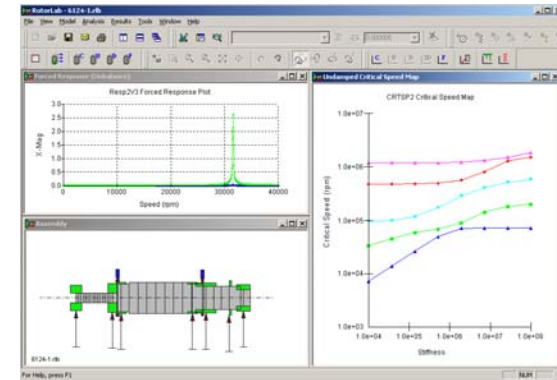 RotorLab - 6124-1.rlb
File View Model Analysis Results Tools Window Help
Forced Response (Unbalance)
Resp2V3 Forced Response Plot
X-Mag
3.0
2.5
2.0
1.5
1.0
0.5
0.0
0 10000 20000 30000 40000
Speed (rpm)
Assembly
6124-1.rlb
Undamped Critical Speed Map
CRTSP2 Critical Speed Map
Critical Speed (rpm)
1.0e+07
1.0e+06
1.0e+05
1.0e+04
1.0e+03
1.0e+04 1.0e+05 1.0e+06 1.0e+07 1.0e+08
Stiffness
For Help, press F1
NUM